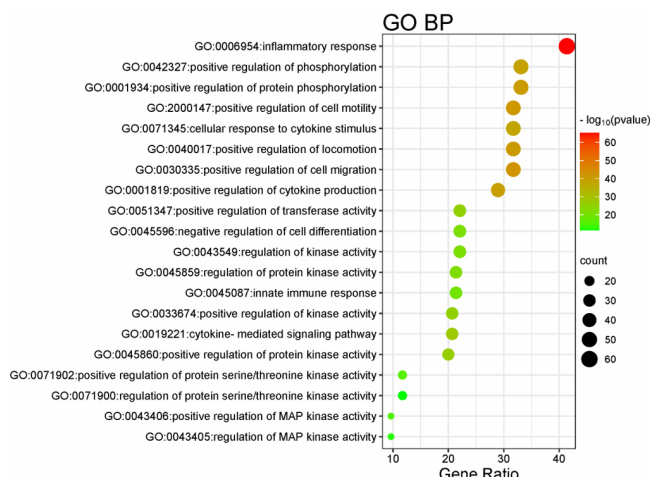 GO BP
GO:0006954:inflammatory response
GO:0042327:positive regulation of phosphorylation
GO:0001934:positive regulation of protein phosphorylation
GO:2000147:positive regulation of cell motility
GO:0071345:cellular response to cytokine stimulus
GO:0040017:positive regulation of locomotion
GO:0030335:positive regulation of cell migration
GO:0001819:positive regulation of cytokine production
GO:0051347:positive regulation of transferase activity
GO:0045596:negative regulation of cell differentiation
GO:0043549:regulation of kinase activity
GO:0045859:regulation of protein kinase activity
GO:0045087:innate immune response
GO:0033674:positive regulation of kinase activity
GO:0019221:cytokine- mediated signaling pathway
GO:0045860:positive regulation of protein kinase activity
GO:0071902:positive regulation of protein serine/threonine kinase activity
GO:0071900:regulation of protein serine/threonine kinase activity
GO:0043406:positive regulation of MAP kinase activity
GO:0043405:regulation of MAP kinase activity
10 20 30 40
Gene Ratio
- log10(pvalue)
60
50
40
30
20
count
20
30
40
50
60